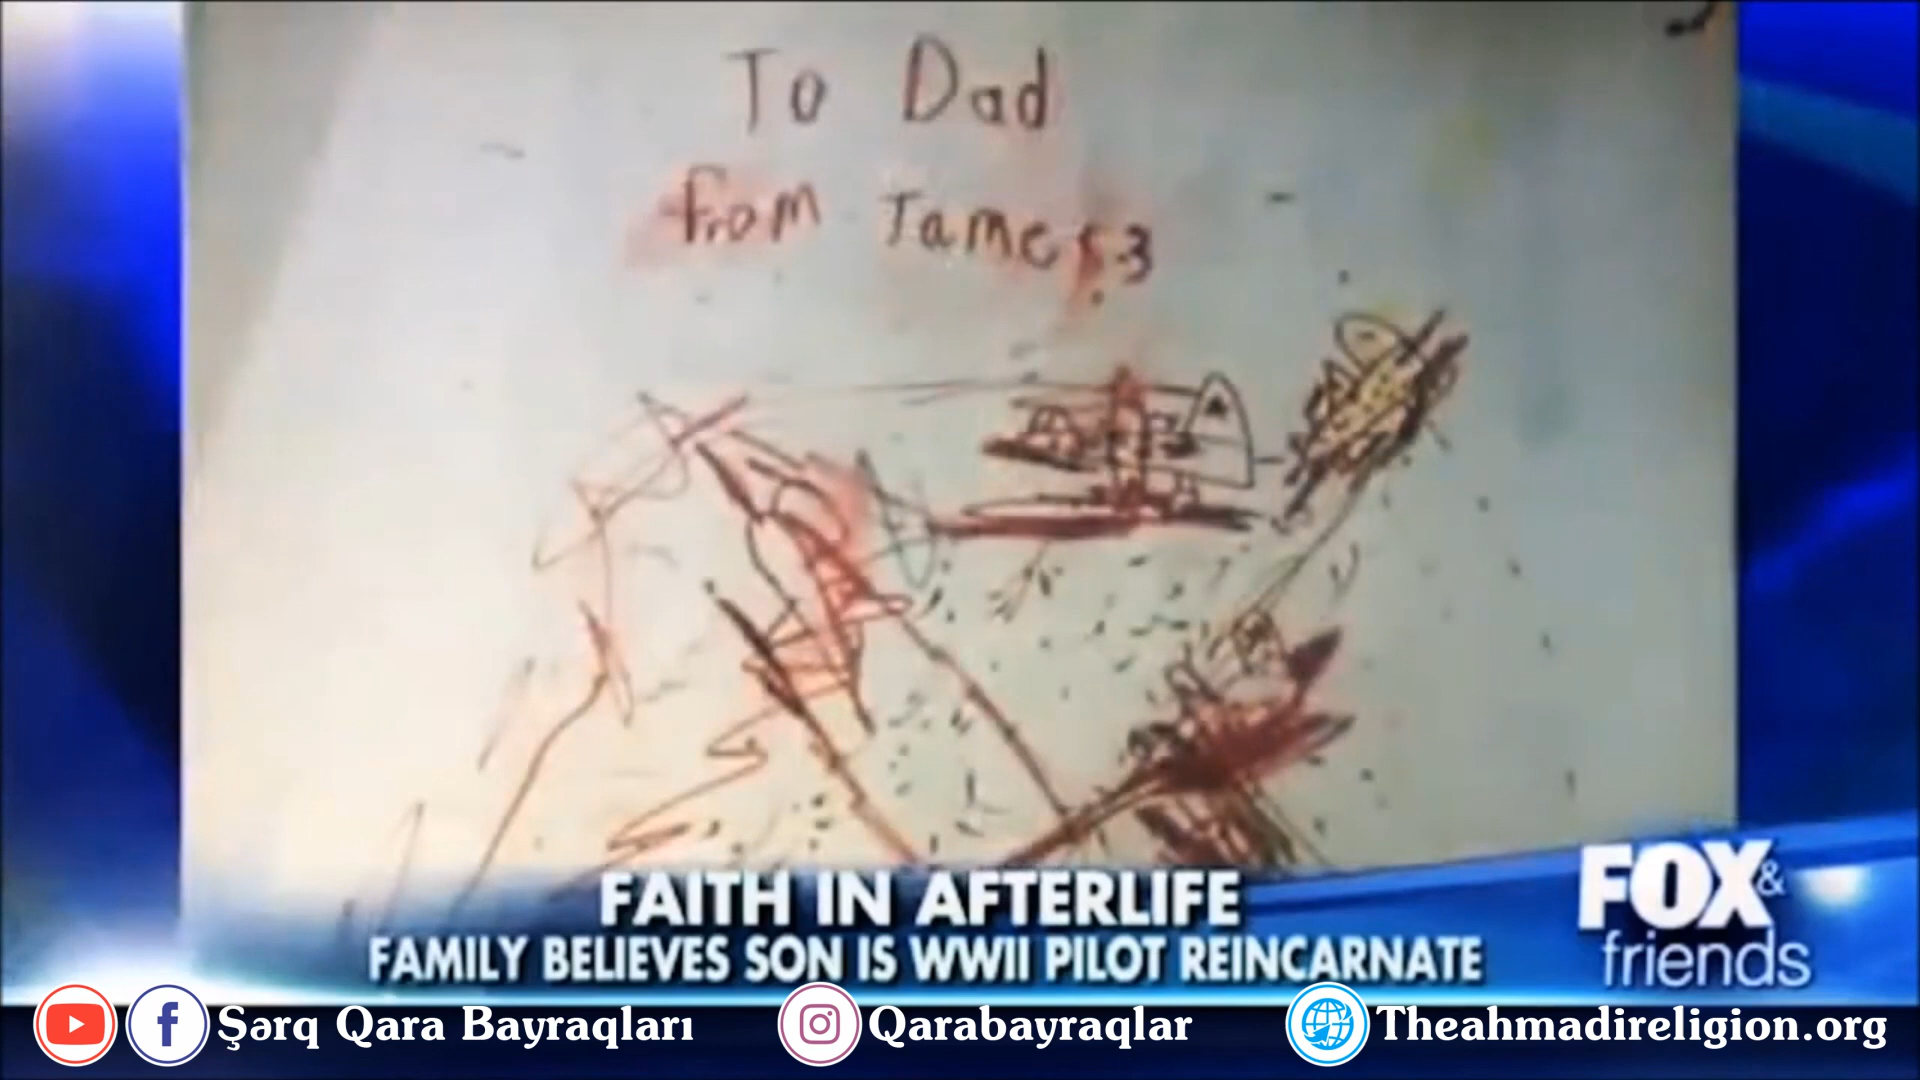 To Dad
from James 3
FAITH IN AFTERLIFE
FAMILY BELIEVES SON IS WWII PILOT REINCARNATE
FOX &
friends
Şərq Qara Bayraqları
Qarabayraqlar
Theahmadireligion.org